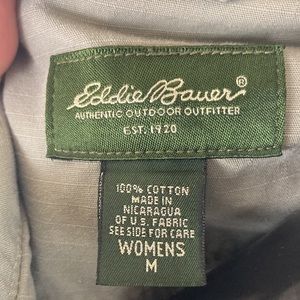 Eddie Bauer®
AUTHENTIC OUTDOOR OUTFITTER
EST. 1920
100% COTTON
MADE IN
NICARAGUA
OF U.S. FABRIC
SEE SIDE FOR CARE
WOMENS
M